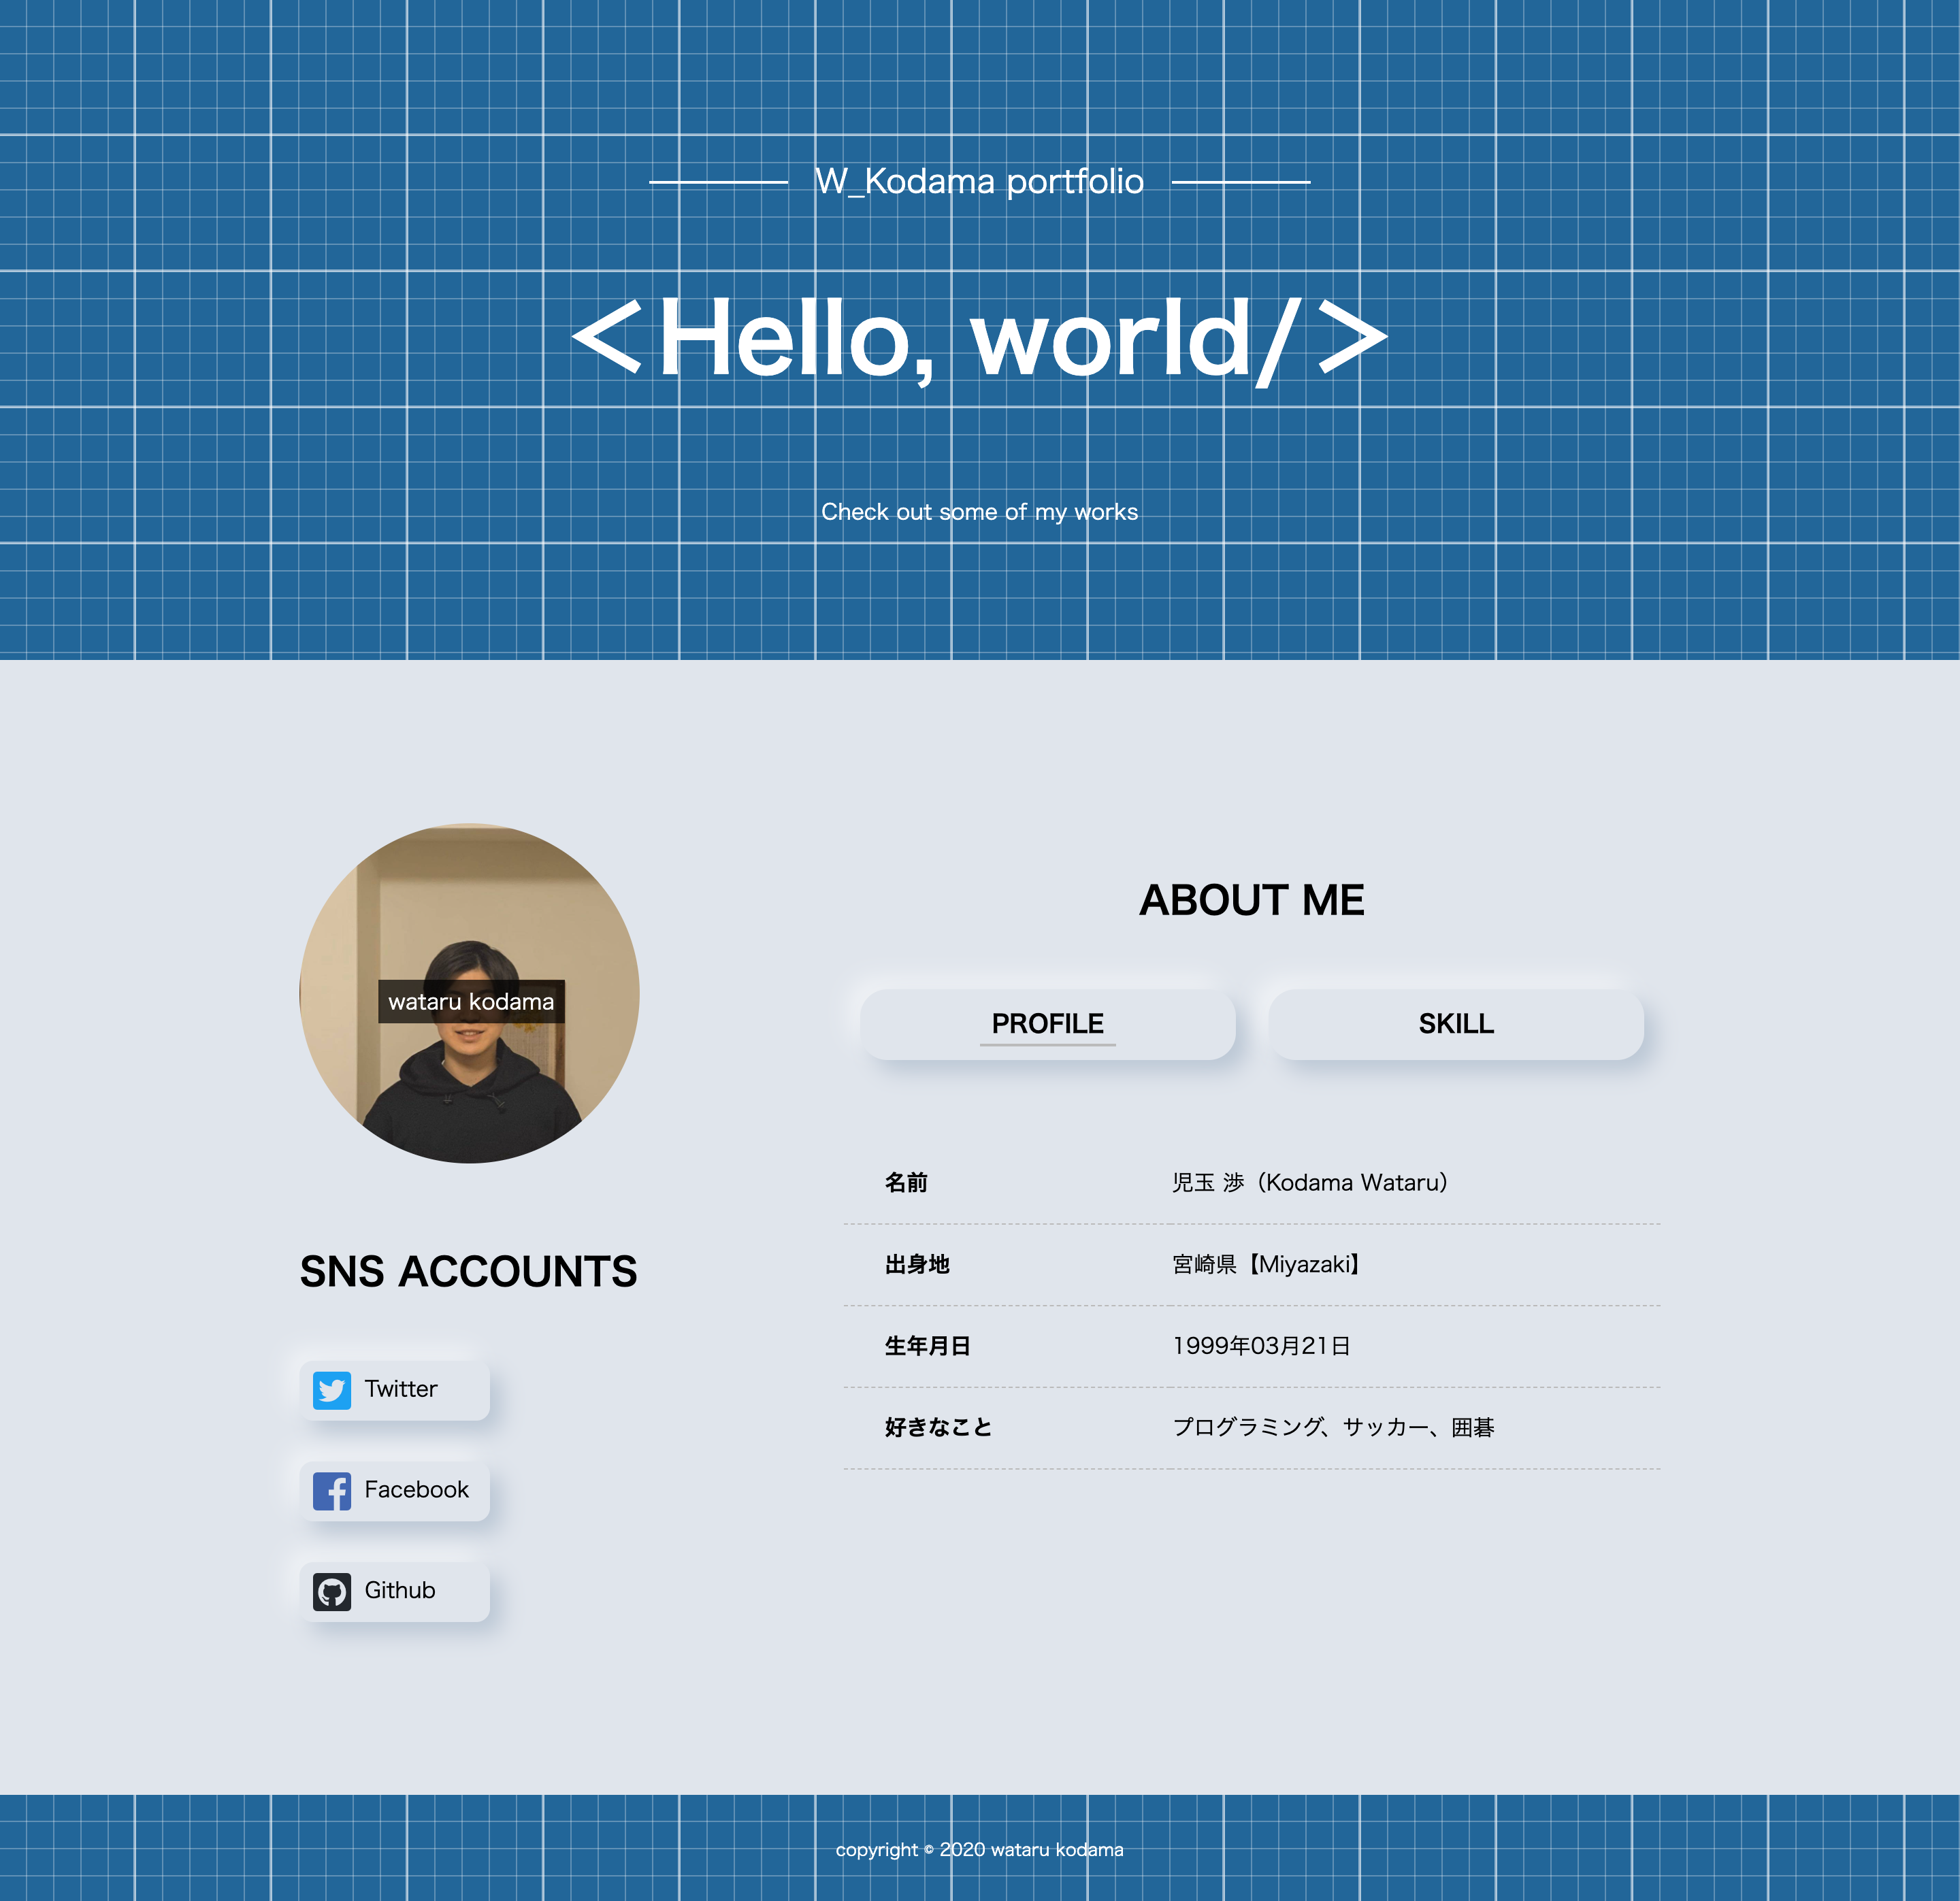 W_Kodama portfolio
<Hello, world/>
Check out some of my works
wataru kodama
SNS ACCOUNTS
Twitter
Facebook
Github
ABOUT ME
PROFILE SKILL
名前 児玉 渉（Kodama Wataru）
出身地 宮崎県【Miyazaki】
生年月日 1999年03月21日
好きなこと プログラミング、サッカー、囲碁
copyright © 2020 wataru kodama